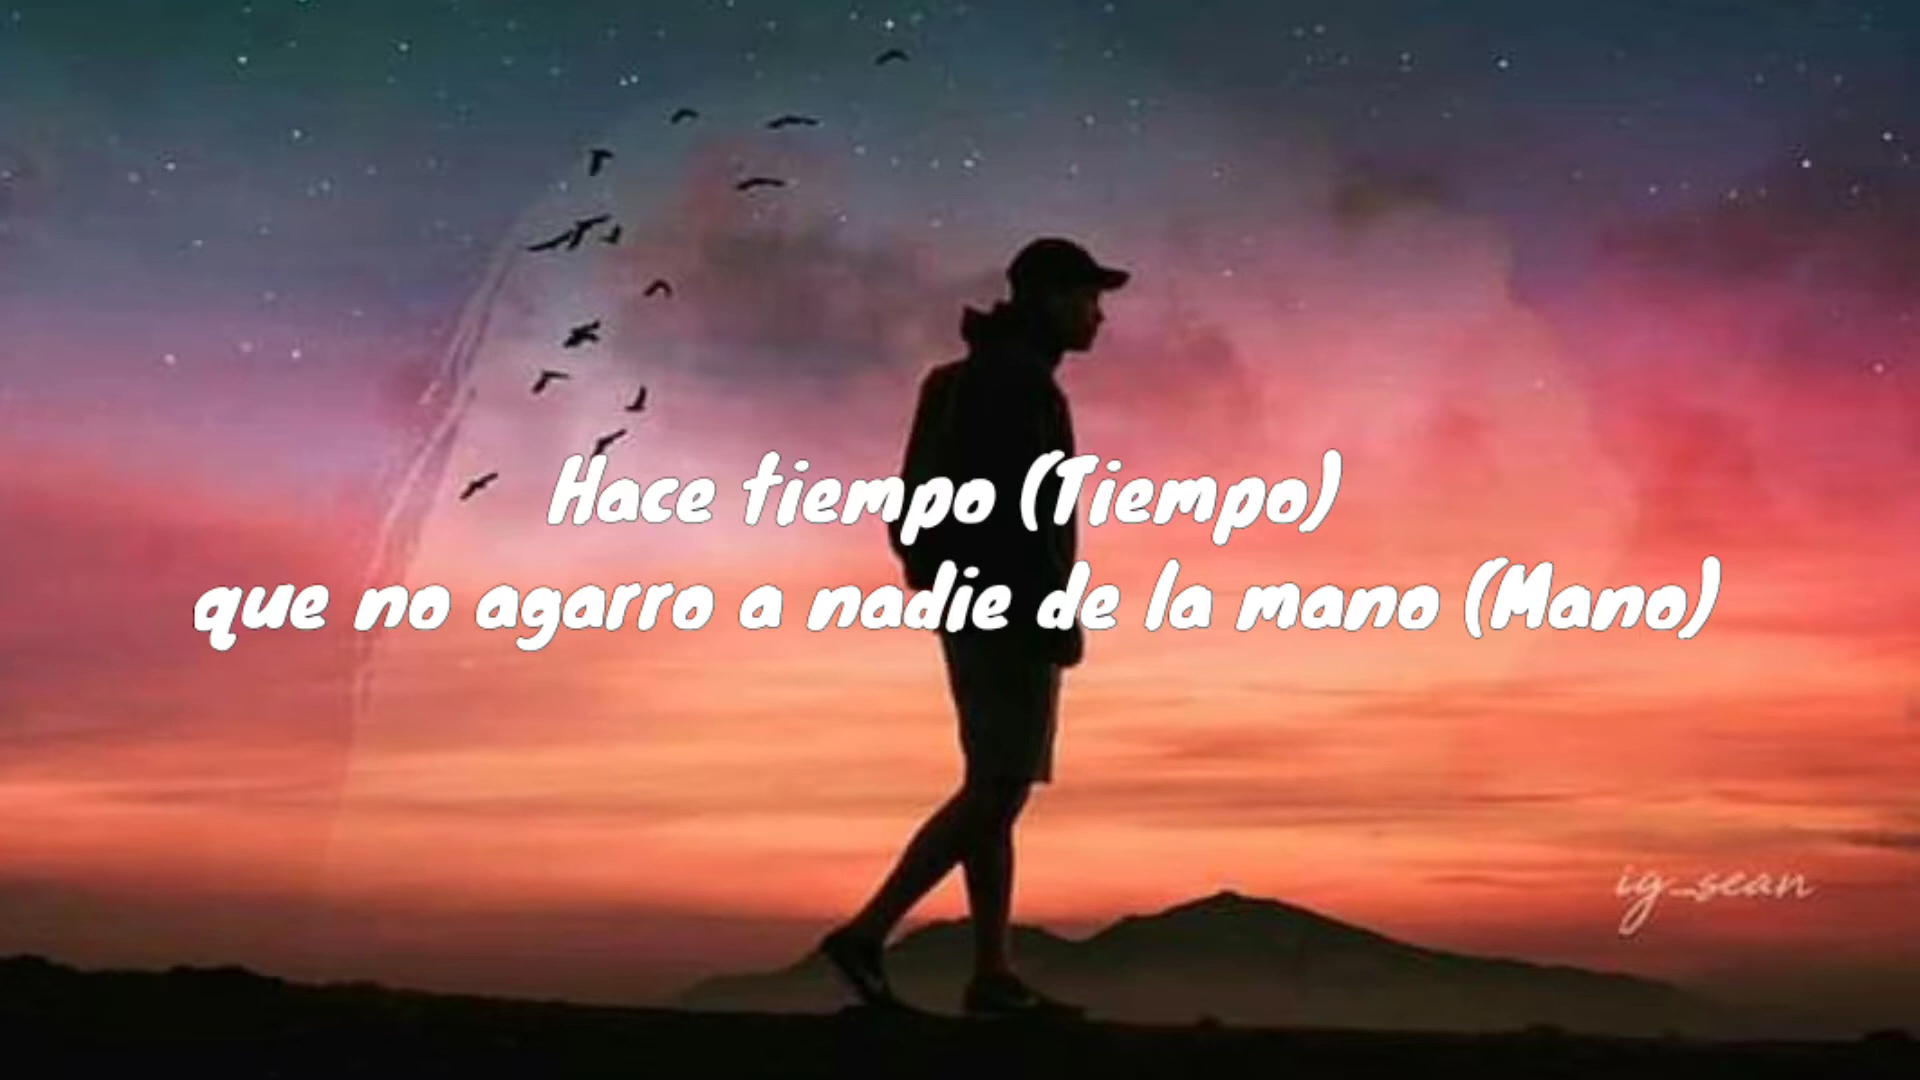 Hace tiempo (Tiempo)
que no agarro a nadie de la mano (Mano)
ig_sean